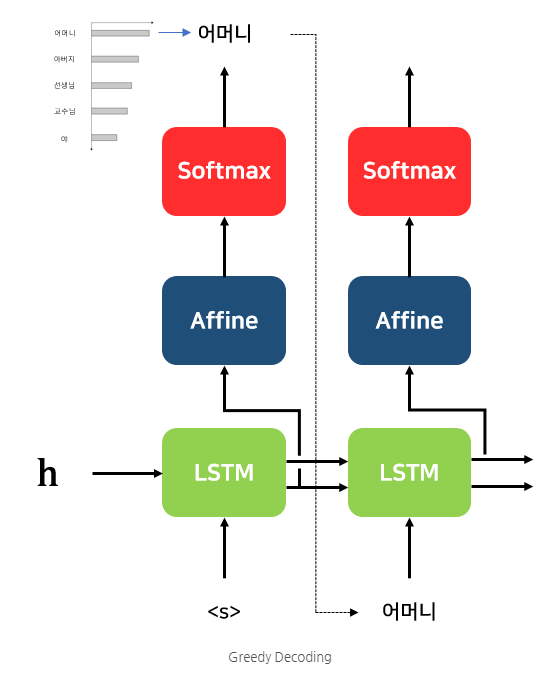 어머니
아버지
선생님
교수님
야
어머니
Softmax
Softmax
Affine
Affine
h
LSTM
LSTM
<s>
어머니
Greedy Decoding